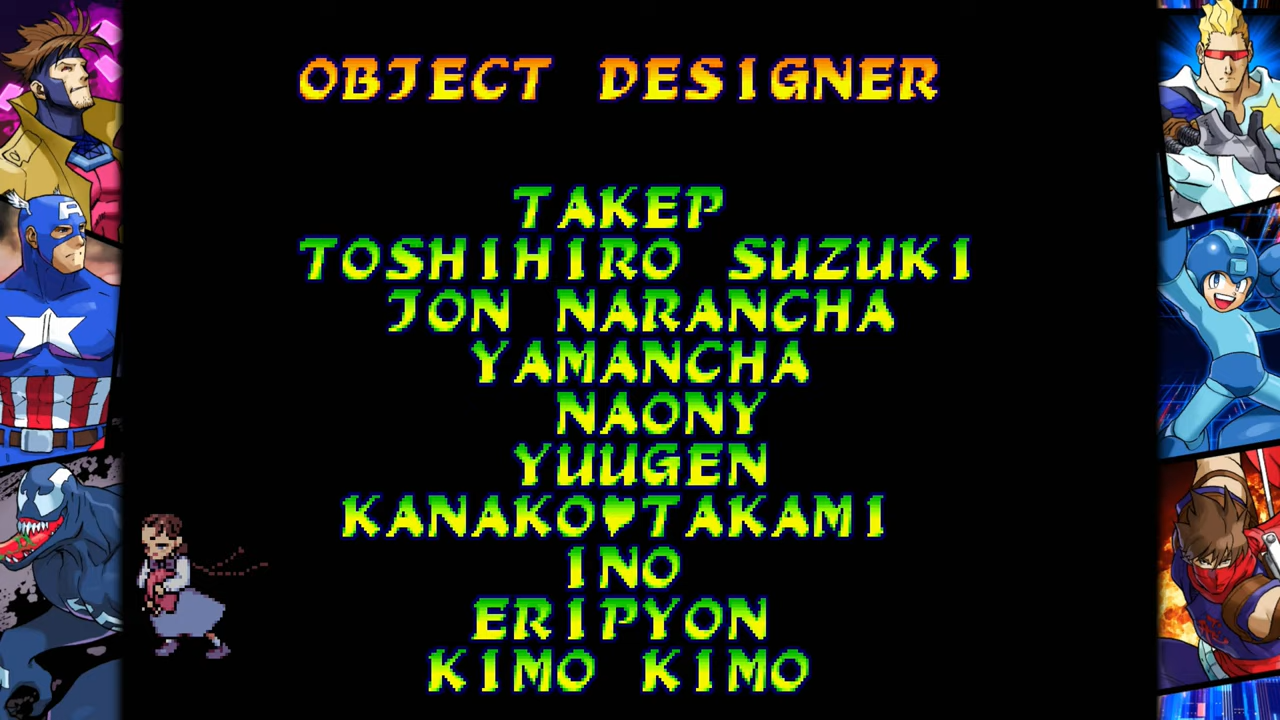 OBJECT DESIGNER
TAKEP
TOSHIHIRO SUZUKI
JON NARANCHA
YAMANCHA
NAONY
YUUGEN
KANAKO♥TAKAMI
INO
ERIPYON
KIMO KIMO